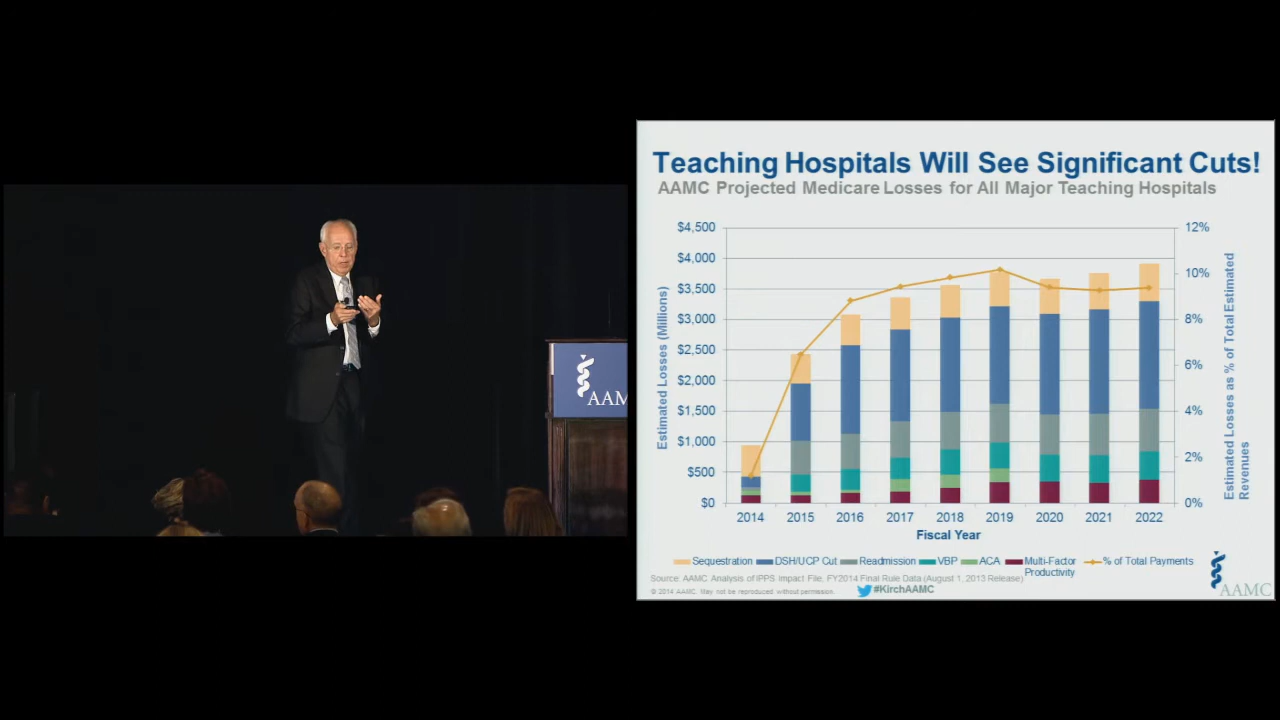 Teaching Hospitals Will See Significant Cuts!
AAMC Projected Medicare Losses for All Major Teaching Hospitals
Estimated Losses (Millions)
$4,500
$4,000
$3,500
$3,000
$2,500
$2,000
$1,500
$1,000
$500
$0
12%
10%
8%
6%
4%
2%
0%
Estimated Losses as % of Total Estimated
Revenues
2014 2015 2016 2017 2018 2019 2020 2021 2022
Fiscal Year
Sequestration DSH/UCP Cut Readmission VBP ACA Multi-Factor
Productivity % of Total Payments
Source: AAMC Analysis of IPPS Impact File, FY2014 Final Rule Data (August 1, 2013 Release)
© 2014 AAMC. May not be reproduced without permission.
#KirchAAMC
AAMC
AAM